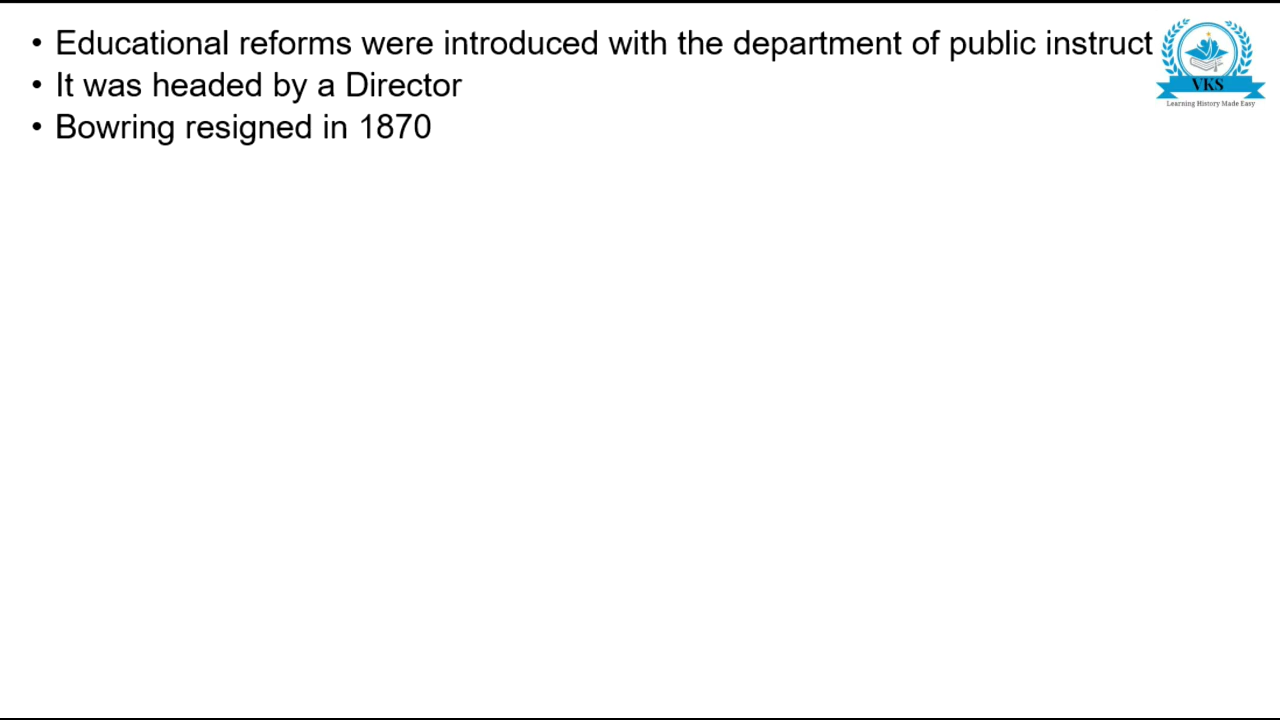 • Educational reforms were introduced with the department of public instruct
• It was headed by a Director
• Bowring resigned in 1870
VKS
Learning History Made Easy